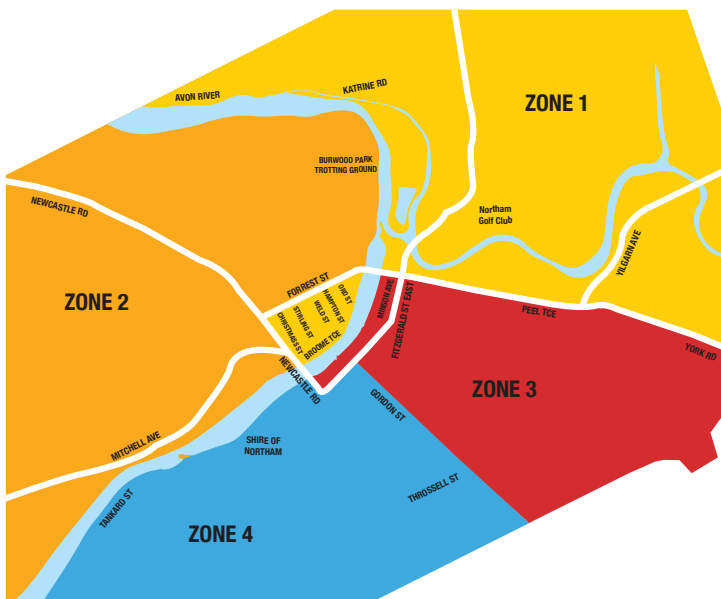 KATRINE RD
AVON RIVER
ZONE 1
BURWOOD PARK
TROTTING GROUND
NEWCASTLE RD
Northam
Golf Club
YILGARN AVE
FORREST ST
ORD ST
HAMPTON ST
WELD ST
STIRLING ST
CHRISTMAS ST
BROOME TCE
MINSON AVE
FITZGERALD ST EAST
ZONE 2
PEEL TCE
YORK RD
NEWCASTLE RD
ZONE 3
GORDON ST
MITCHELL AVE
SHIRE OF
NORTHAM
THROSSELL ST
TANKARD ST
ZONE 4